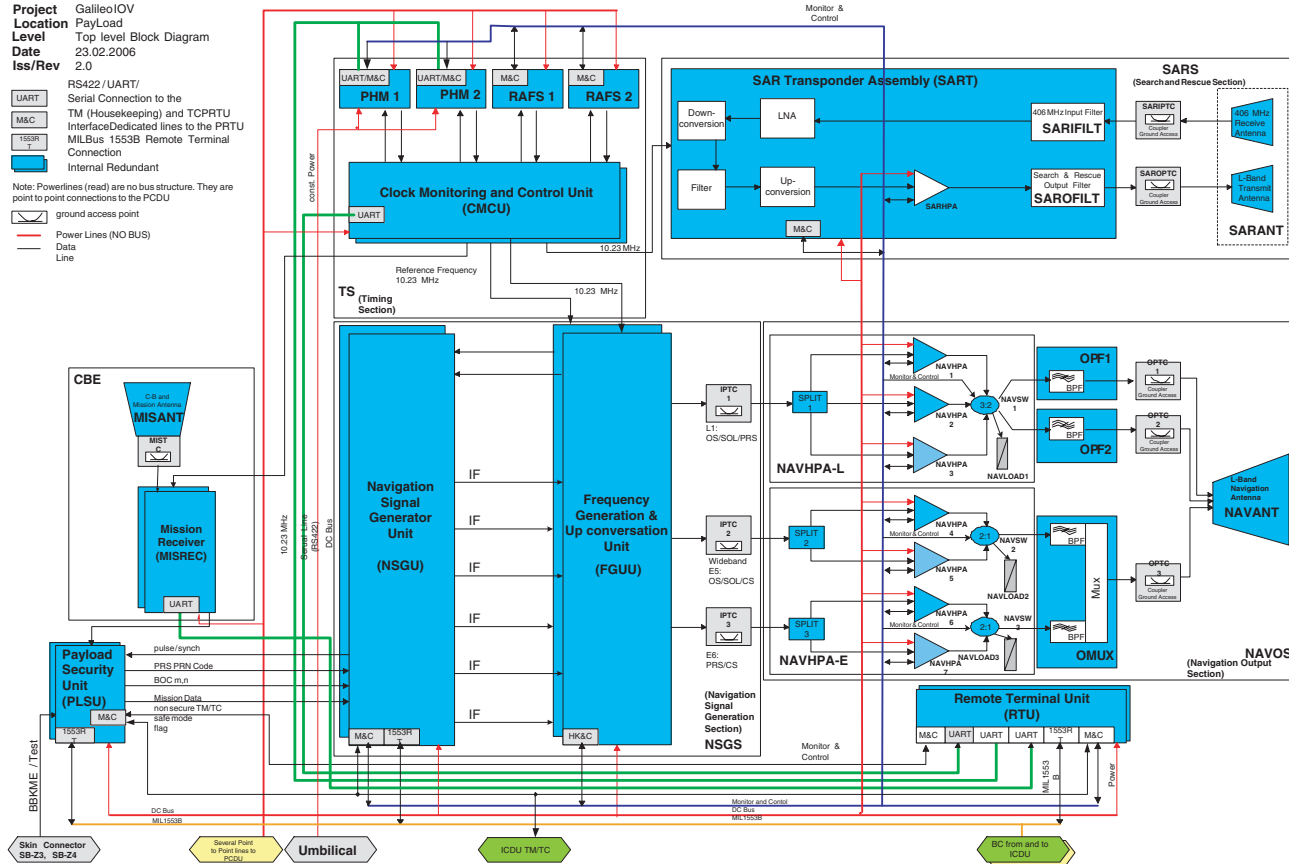 Project GalileoIOV
Location PayLoad
Level Top level Block Diagram
Date 23.02.2006
Iss/Rev 2.0
RS422 / UART/
UART
Serial Connection to the
TM (Housekeeping) and TCPRTU
M&C
InterfaceDedicated lines to the PRTU
1553R
T
MILBus 1553B Remote Terminal
Connection
Internal Redundant
Note: Powerlines (read) are no bus structure. They are
point to point connections to the PCDU
ground access point
Power Lines (NO BUS)
Data
Line
Monitor &
Control
UART/M&C
PHM 1
UART/M&C
PHM 2
M&C
RAFS 1
M&C
RAFS 2
const. Power
Clock Monitoring and Control Unit
(CMCU)
UART
10.23 MHz
Reference Frequency
10.23 MHz
10.23 MHz
TS (Timing
Section)
SARS
(Search and Rescue Section)
SAR Transponder Assembly (SART)
Down-
conversion
LNA
406 MHz Input Filter
SARIFILT
SARIPTC
Coupler
Ground Access
406 MHz
Receive
Antenna
Filter
Up-
conversion
SARHPA
Search & Rescue
Output Filter
SAROFILT
SAROPTC
Coupler
Ground Access
L-Band
Transmit
Antenna
M&C
SARANT
CBE
C-B and
Mission Antenna
MISANT
MIST
C
Mission
Receiver
(MISREC)
UART
10.23 MHz
Serual Line
(RS422)
DC Bus
Navigation
Signal
Generator
Unit
(NSGU)
IF
IF
IF
IF
IF
IF
Frequency
Generation &
Up conversation
Unit
(FGUU)
M&C
1553R
T
HK&C
IPTC
1
L1:
OS/SOL/PRS
IPTC
2
Wideband
E5:
OS/SOL/CS
IPTC
3
E6:
PRS/CS
(Navigation
Signal
Generation
Section)
NSGS
SPLIT
1
NAVHPA
1
Monitor & Control
NAVHPA
2
NAVHPA
3
3:2
NAVSW
1
NAVLOAD1
NAVHPA-L
OPF1
BPF
BPF
OPF2
OPTC
1
Coupler
Ground Access
OPTC
2
Coupler
Ground Access
L-Band
Navigation
Antenna
NAVANT
SPLIT
2
NAVHPA
4
Monitor & Control
NAVHPA
5
2:1
NAVSW
2
NAVLOAD2
SPLIT
3
NAVHPA
6
Monitor & Control
NAVHPA
7
2:1
NAVSW
3
NAVLOAD3
NAVHPA-E
BPF
Mux
BPF
OMUX
OPTC
3
Coupler
Ground Access
NAVOS
(Navigation Output
Section)
Payload
Security
Unit
(PLSU)
M&C
1553R
T
pulse/synch
PRS PRN Code
BOC m,n
Mission Data
non secure TM/TC
safe mode
flag
BBKME / Test
Remote Terminal Unit
(RTU)
M&C
UART
UART
UART
1553R
T
M&C
Monitor &
Control
MIL1553
B
Power
DC Bus
MIL1553B
Monitor and Contol
DC Bus
MIL1553B
Skin Connector
SB-Z3, SB-Z4
Several Point
to Point lines to
PCDU
Umbilical
ICDU TM/TC
BC from and to
ICDU